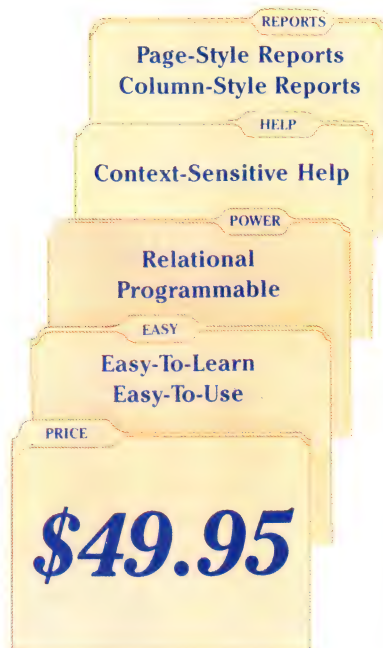 REPORTS
Page-Style Reports
Column-Style Reports
HELP
Context-Sensitive Help
POWER
Relational
Programmable
EASY
Easy-To-Learn
Easy-To-Use
PRICE
$49.95